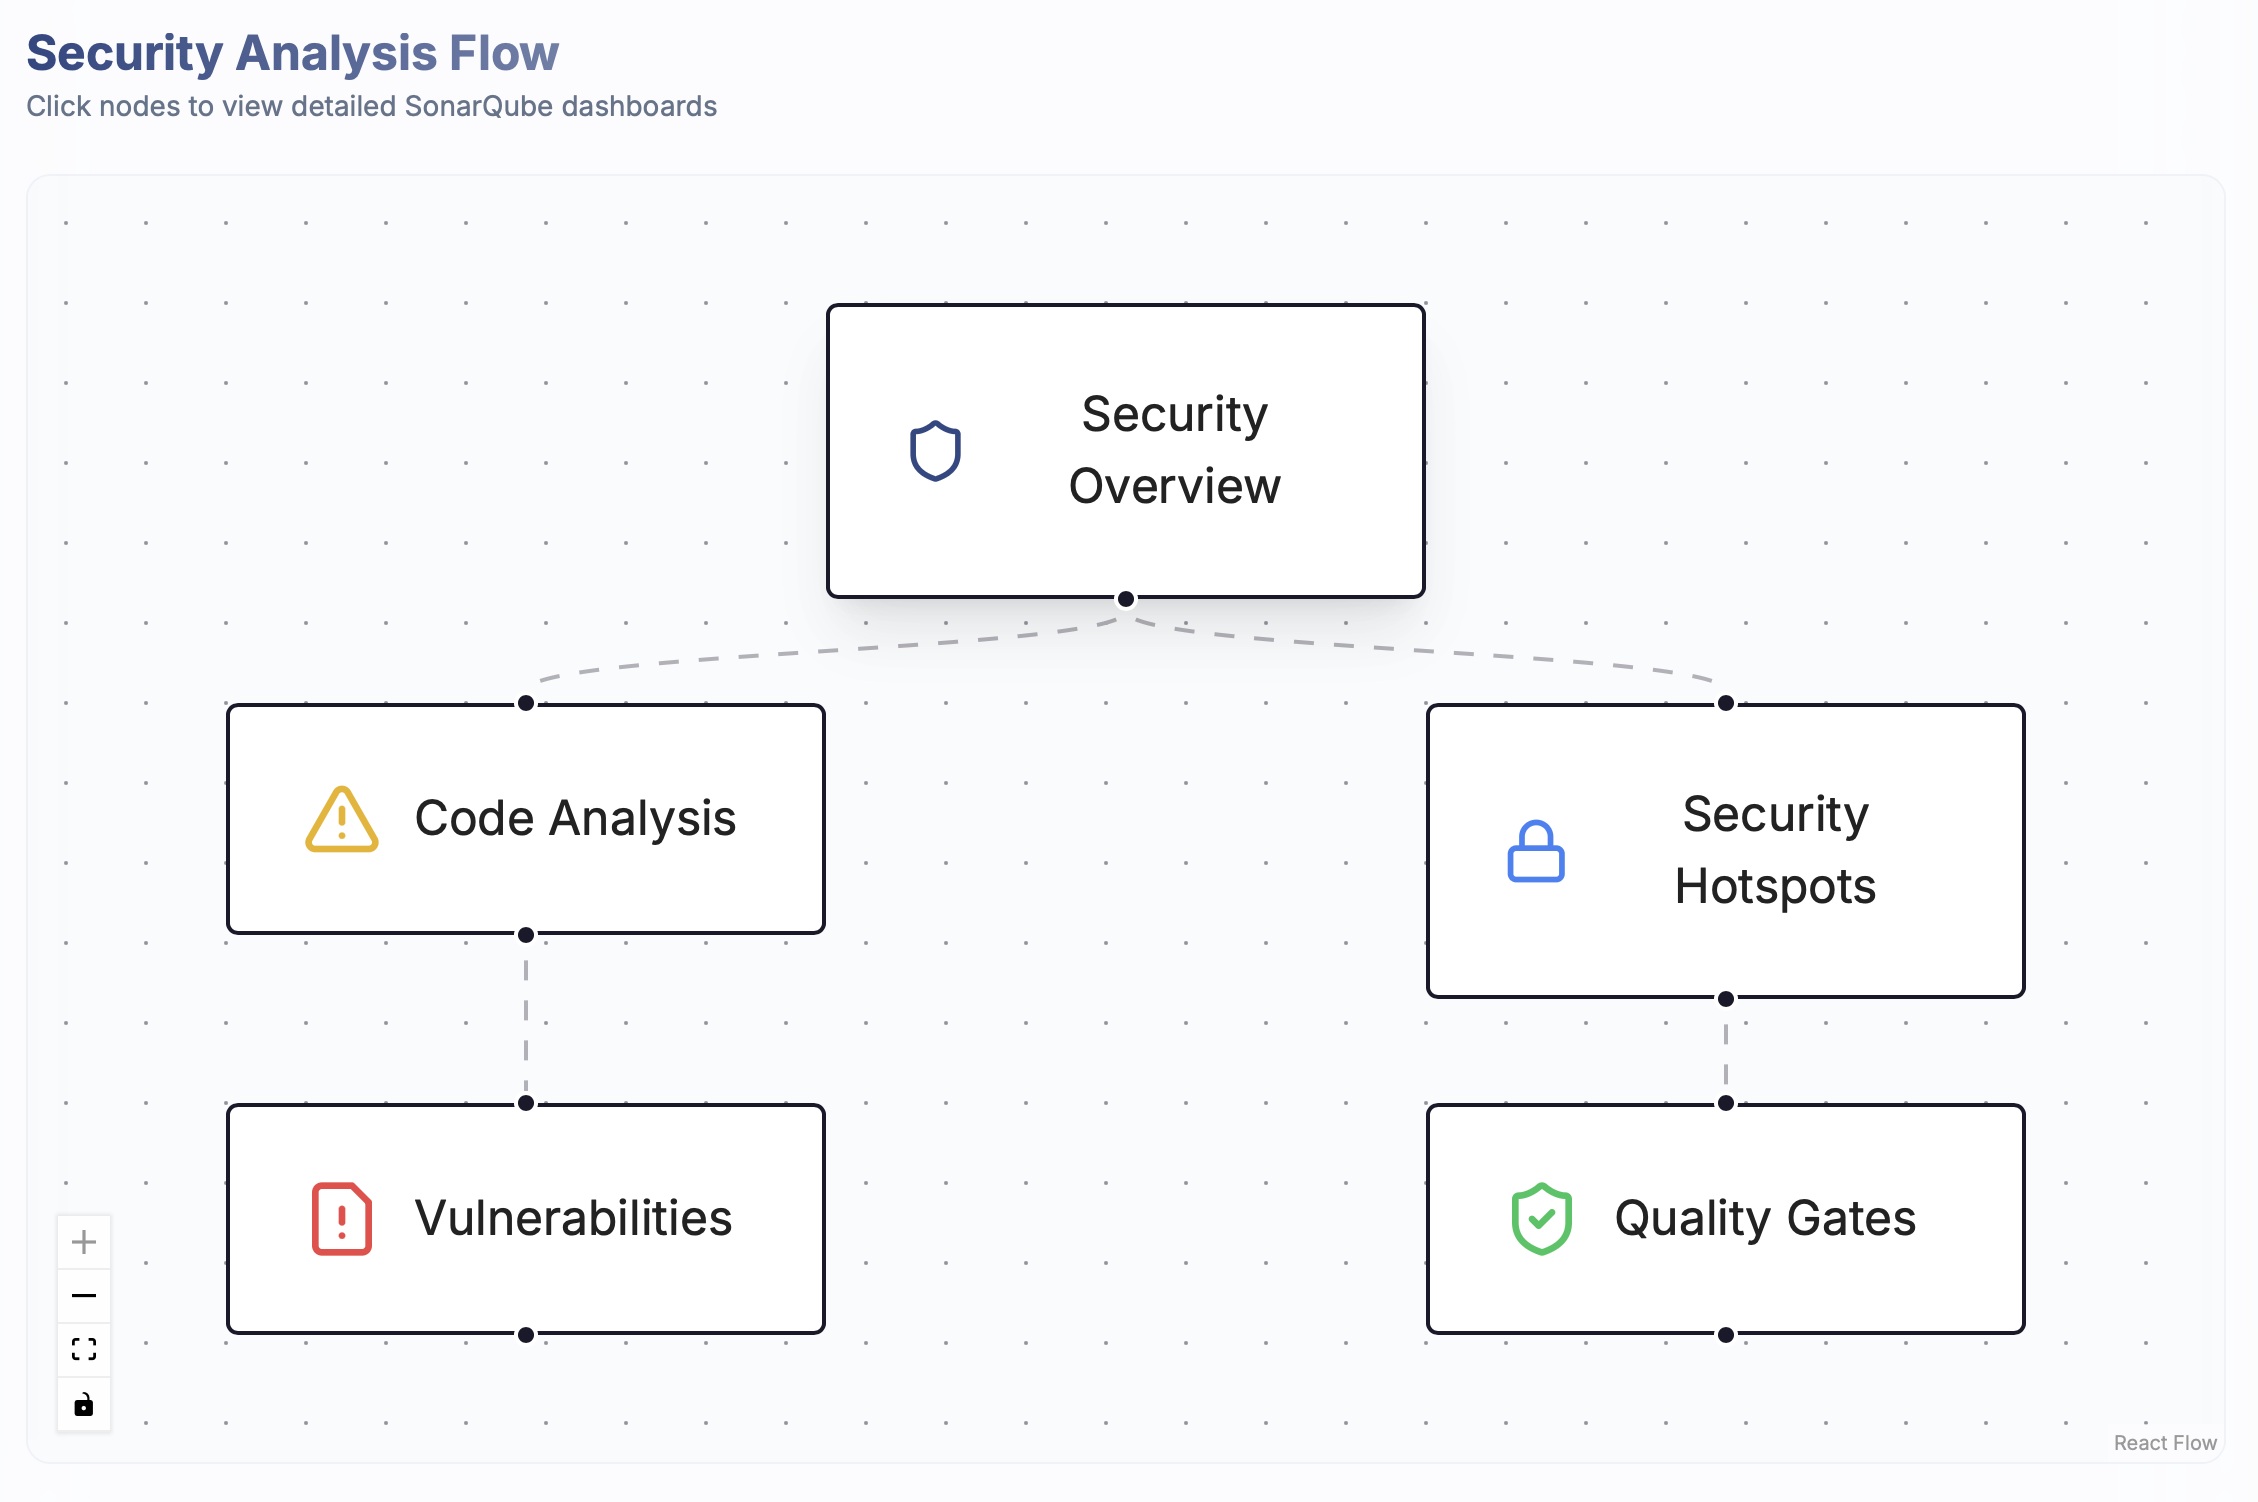 Security Analysis Flow
Click nodes to view detailed SonarQube dashboards
Security
Overview
Code Analysis
Security
Hotspots
Vulnerabilities
Quality Gates
React Flow